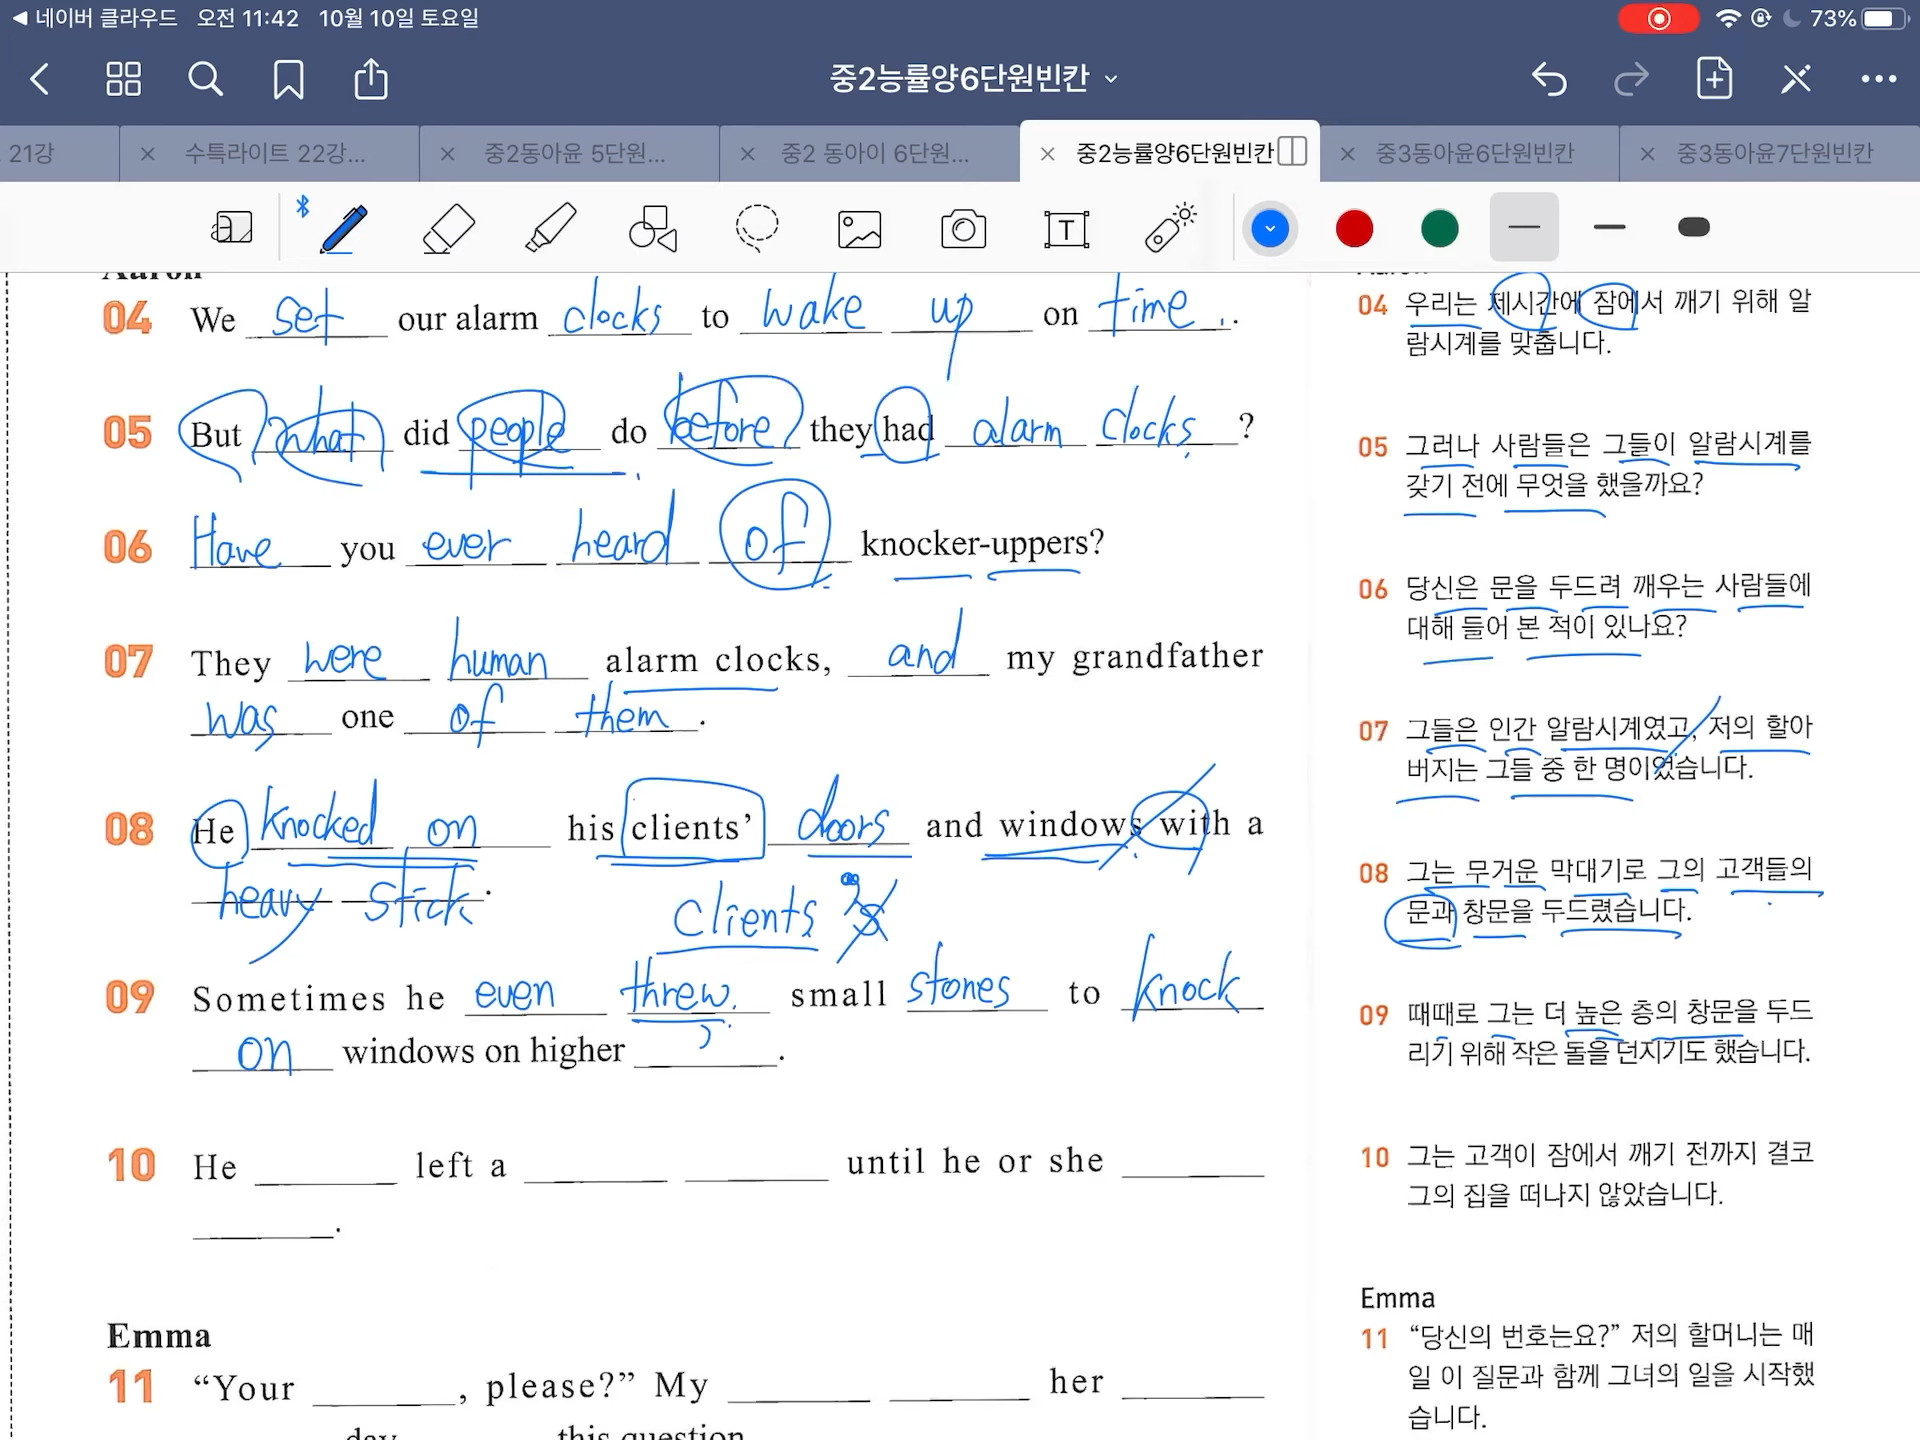 네이버 클라우드 오전 11:42 10월 10일 토요일 73%
중2능률양6단원빈칸
21강 수특라이트 22강... 중2동아윤 5단원... 중2 동아이 6단원... 중2능률양6단원빈칸 중3동아윤6단원빈칸 중3동아윤7단원빈칸
Aaron
04 We set our alarm clocks to wake up on time.
05 But what did people do before they had alarm clocks?
06 Have you ever heard of knocker-uppers?
07 They were human alarm clocks, and my grandfather
was one of them.
08 He knocked on his clients' doors and windows with a
heavy stick.
clients
09 Sometimes he even threw small stones to knock
on windows on higher ______.
10 He ______ left a ______ ______ until he or she ______
______.
Emma
11 “Your ______, please?” My ______ ______ her ______
day ______ this question
04 우리는 제시간에 잠에서 깨기 위해 알
람시계를 맞춥니다.
05 그러나 사람들은 그들이 알람시계를
갖기 전에 무엇을 했을까요?
06 당신은 문을 두드려 깨우는 사람들에
대해 들어 본 적이 있나요?
07 그들은 인간 알람시계였고, 저의 할아
버지는 그들 중 한 명이었습니다.
08 그는 무거운 막대기로 그의 고객들의
문과 창문을 두드렸습니다.
09 때때로 그는 더 높은 층의 창문을 두드
리기 위해 작은 돌을 던지기도 했습니다.
10 그는 고객이 잠에서 깨기 전까지 결코
그의 집을 떠나지 않았습니다.
Emma
11 “당신의 번호는요?” 저의 할머니는 매
일 이 질문과 함께 그녀의 일을 시작했
습니다.